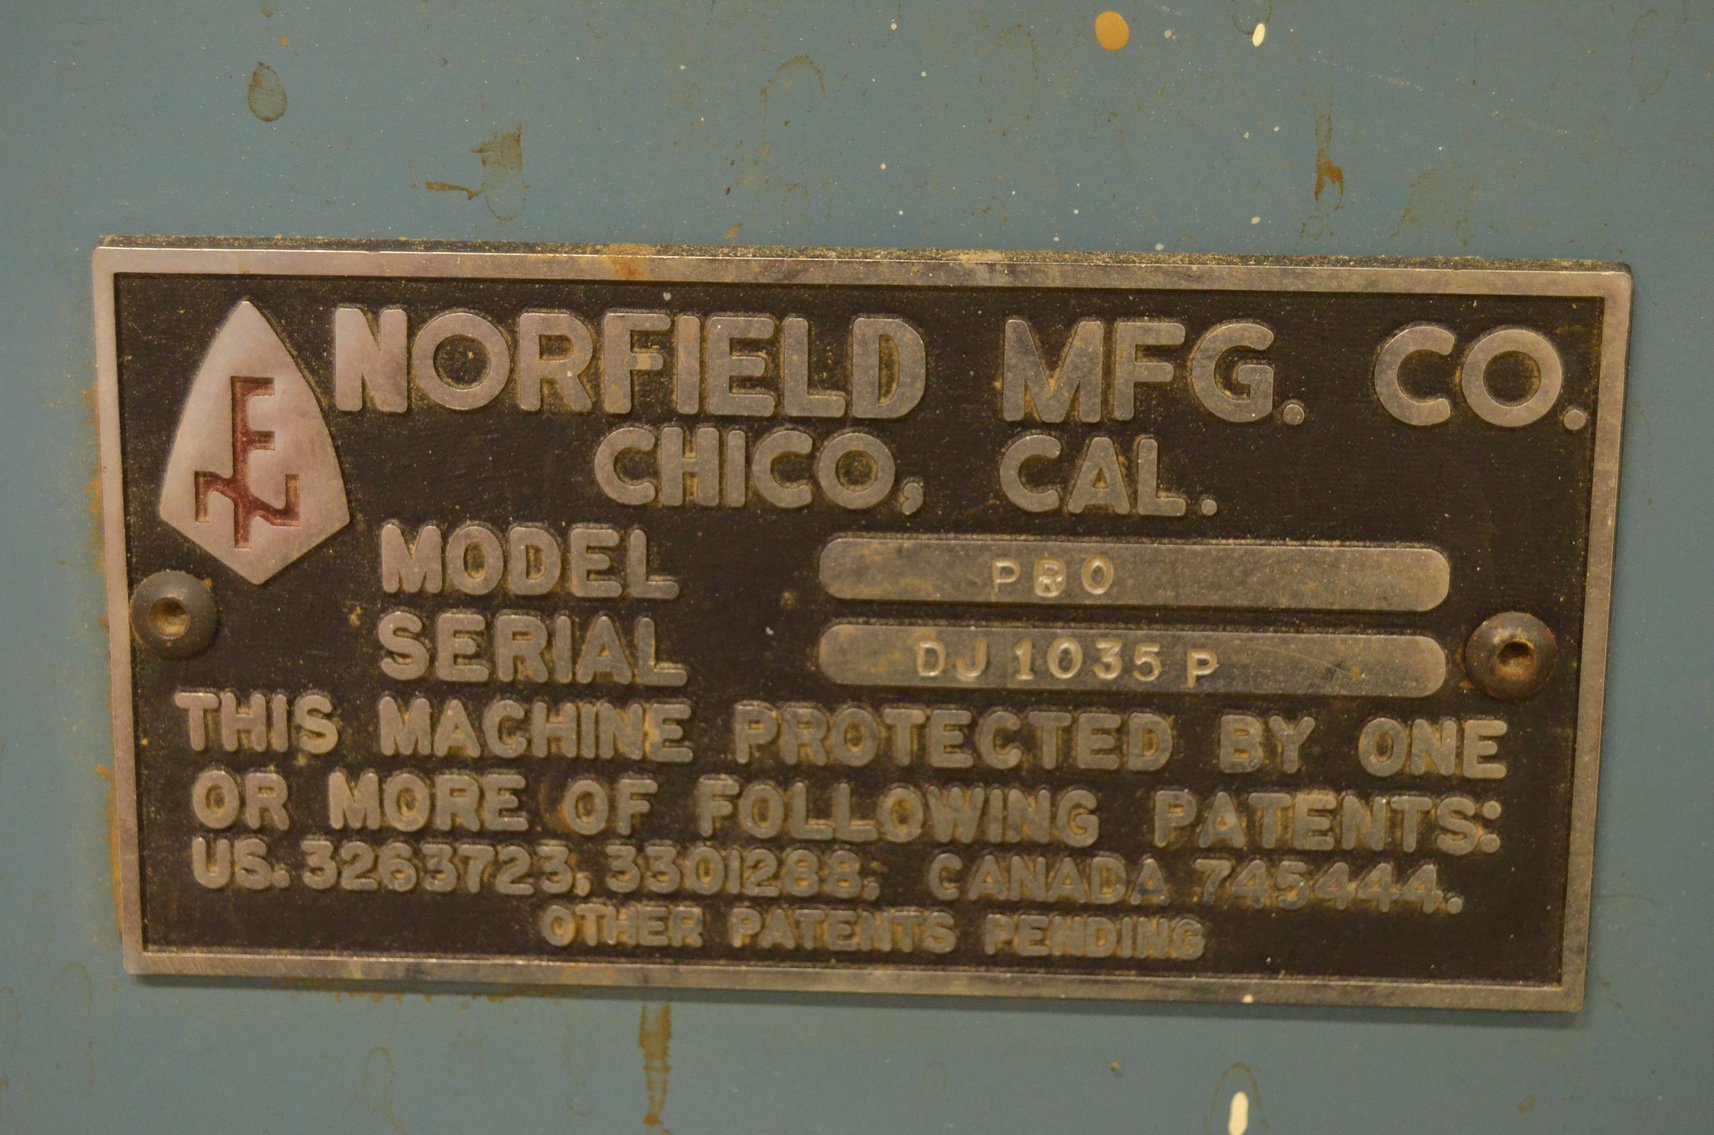 NORFIELD MFG. CO.
CHICO, CAL.
MODEL PRO
SERIAL DJ 1035 P
THIS MACHINE PROTECTED BY ONE
OR MORE OF FOLLOWING PATENTS:
US. 3263723, 3301288. CANADA 745444.
OTHER PATENTS PENDING